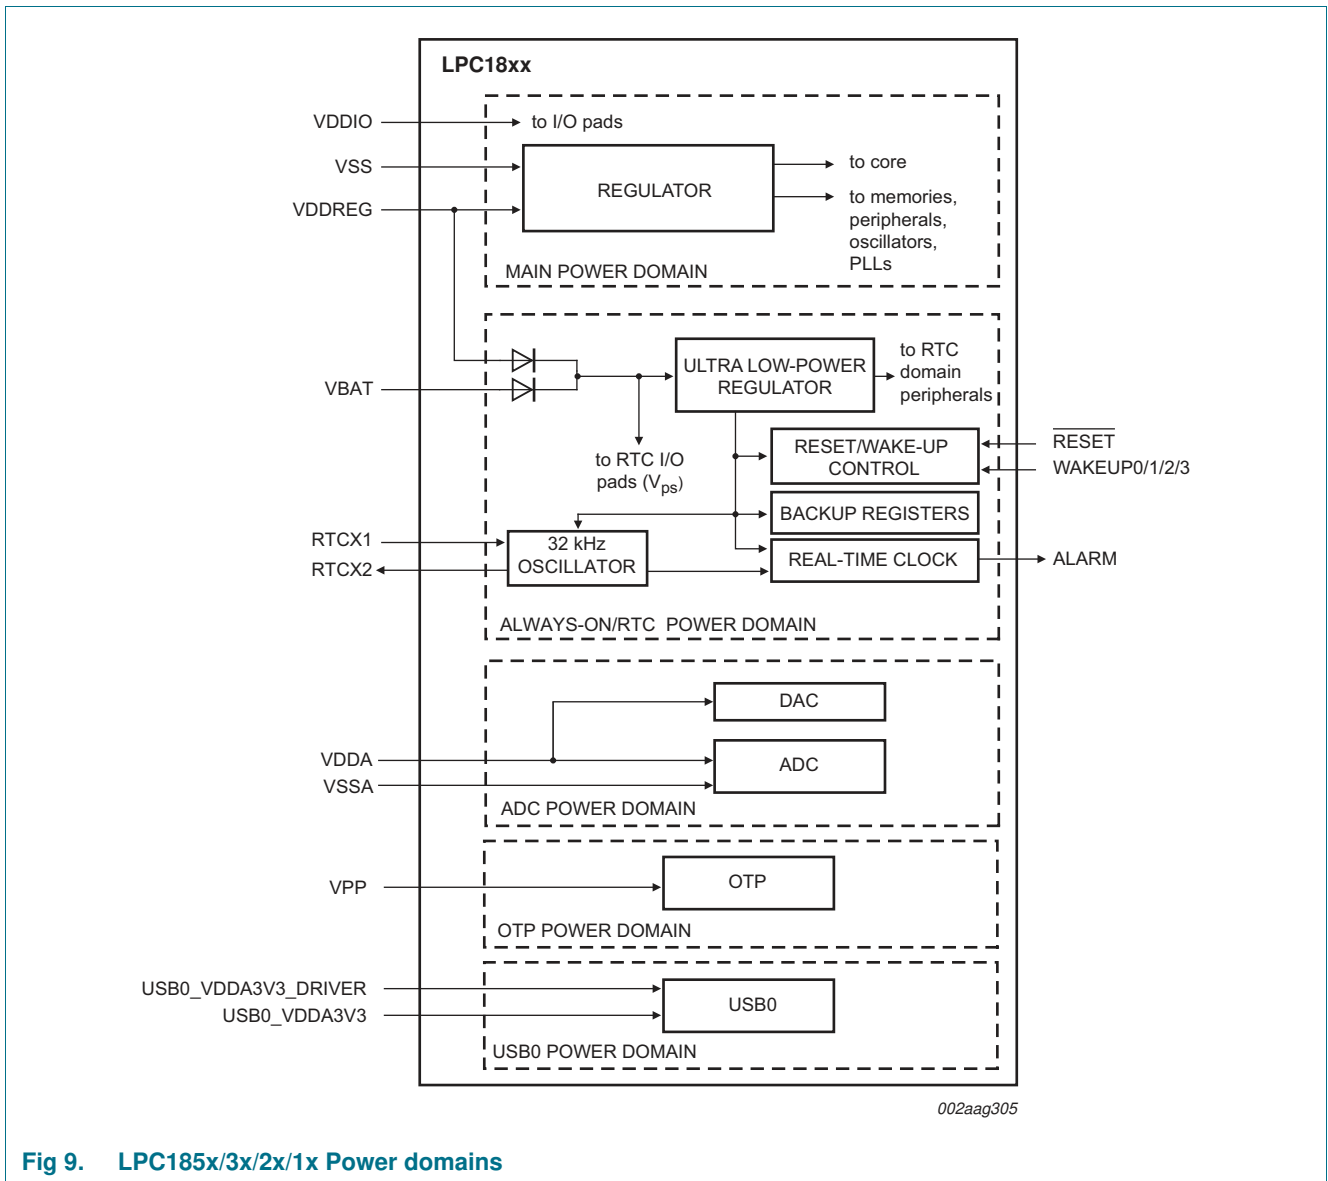 LPC18xx
VDDIO
to I/O pads
VSS
REGULATOR
to core
VDDREG
to memories,
peripherals,
oscillators,
PLLs
MAIN POWER DOMAIN
VBAT
ULTRA LOW-POWER
REGULATOR
to RTC
domain
peripherals
to RTC I/O
pads (Vps)
RESET/WAKE-UP
CONTROL
RESET
WAKEUP0/1/2/3
BACKUP REGISTERS
RTCX1
RTCX2
32 kHz
OSCILLATOR
REAL-TIME CLOCK
ALARM
ALWAYS-ON/RTC POWER DOMAIN
DAC
VDDA
VSSA
ADC
ADC POWER DOMAIN
VPP
OTP
OTP POWER DOMAIN
USB0_VDDA3V3_DRIVER
USB0_VDDA3V3
USB0
USB0 POWER DOMAIN
002aag305
Fig 9. LPC185x/3x/2x/1x Power domains